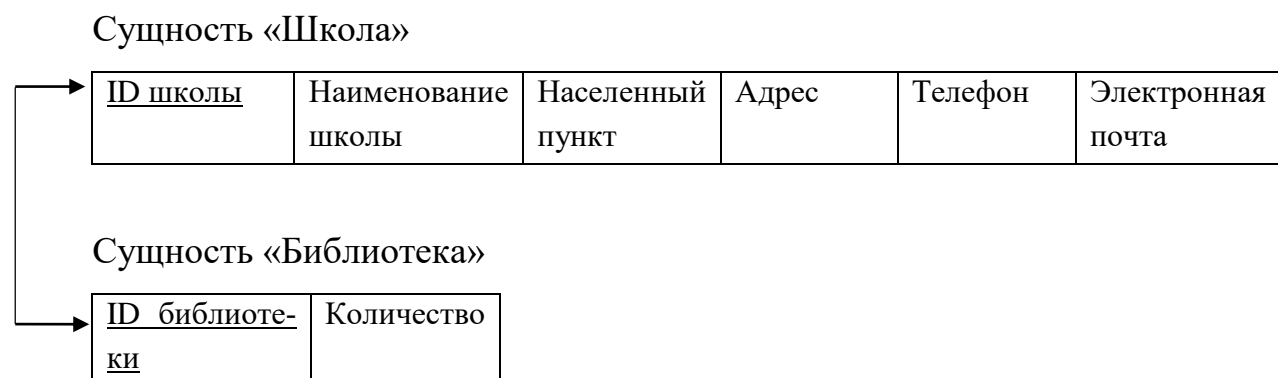 Сущность «Школа»
ID школы Наименование Населенный Адрес Телефон Электронная
школы пункт почта
Сущность «Библиотека»
ID библиоте- Количество
ки